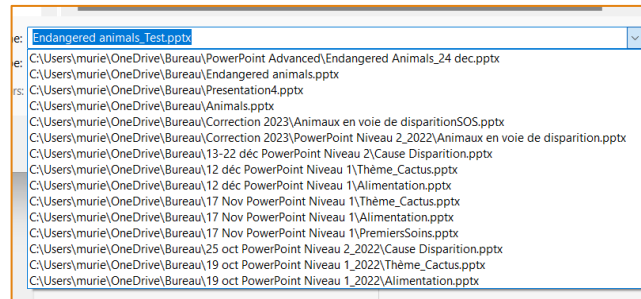 e: Endangered animals_Test.pptx
C:\Users\murie\OneDrive\Bureau\PowerPoint Advanced\Endangered Animals_24 dec.pptx
C:\Users\murie\OneDrive\Bureau\Endangered animals.pptx
C:\Users\murie\OneDrive\Bureau\Presentation4.pptx
C:\Users\murie\OneDrive\Bureau\Animals.pptx
C:\Users\murie\OneDrive\Bureau\Correction 2023\Animaux en voie de disparitionSOS.pptx
C:\Users\murie\OneDrive\Bureau\Correction 2023\PowerPoint Niveau 2_2022\Animaux en voie de disparition.pptx
C:\Users\murie\OneDrive\Bureau\13-22 déc PowerPoint Niveau 2\Cause Disparition.pptx
C:\Users\murie\OneDrive\Bureau\12 déc PowerPoint Niveau 1\Thème_Cactus.pptx
C:\Users\murie\OneDrive\Bureau\12 déc PowerPoint Niveau 1\Alimentation.pptx
C:\Users\murie\OneDrive\Bureau\17 Nov PowerPoint Niveau 1\Thème_Cactus.pptx
C:\Users\murie\OneDrive\Bureau\17 Nov PowerPoint Niveau 1\Alimentation.pptx
C:\Users\murie\OneDrive\Bureau\17 Nov PowerPoint Niveau 1\PremiersSoins.pptx
C:\Users\murie\OneDrive\Bureau\25 oct PowerPoint Niveau 2_2022\Cause Disparition.pptx
C:\Users\murie\OneDrive\Bureau\19 oct PowerPoint Niveau 1_2022\Thème_Cactus.pptx
C:\Users\murie\OneDrive\Bureau\19 oct PowerPoint Niveau 1_2022\Alimentation.pptx